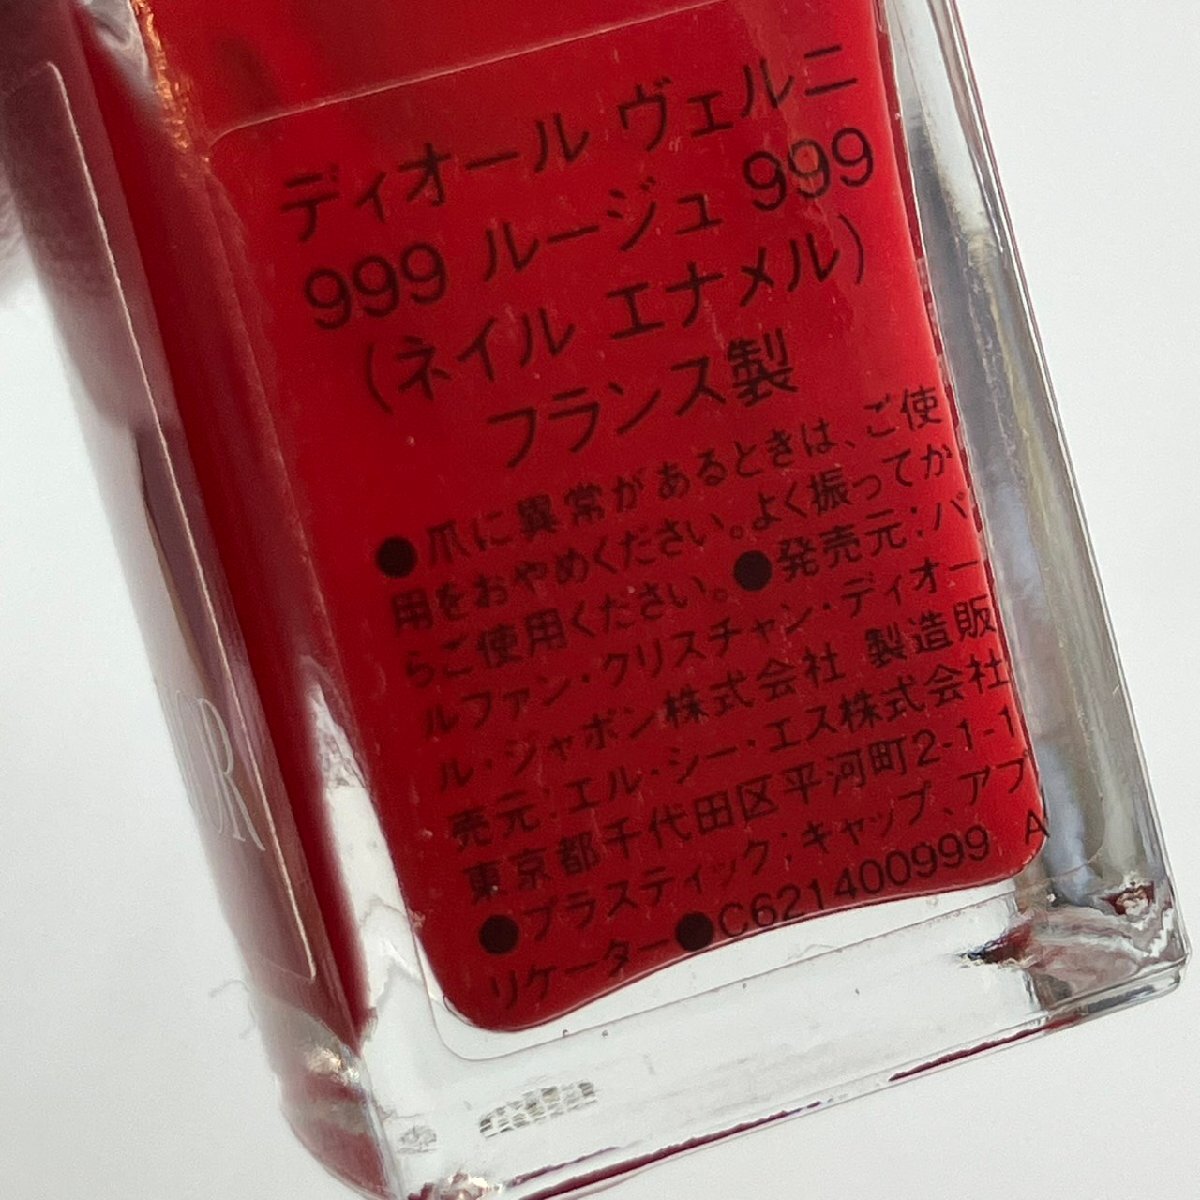 ディオール ヴェルニ
999 ルージュ 999
(ネイル エナメル)
フランス製
●爪に異常があるときは、ご使
用をおやめください。よく振ってか
らご使用ください。●発売元:パ
ルファン・クリスチャン・ディオー
ル・ジャポン株式会社 製造販
売元:エル・シー・エス株式会社
東京都千代田区平河町2-1-1
●プラスティック;キャップ、アプ
リケーター●C621400999 A